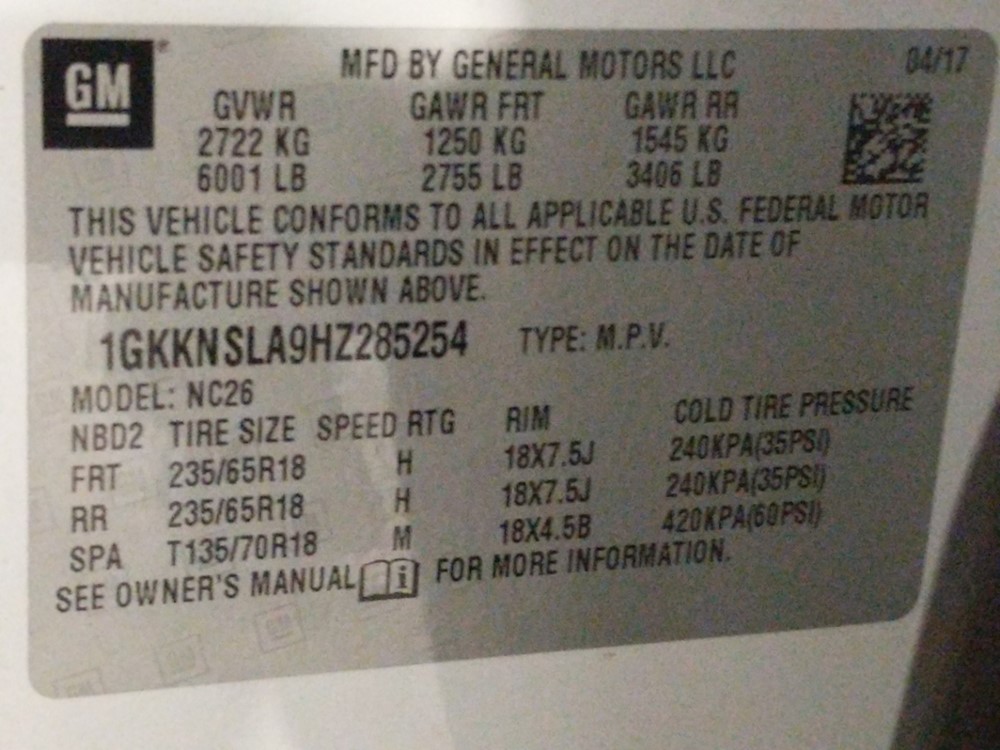 GM MFD BY GENERAL MOTORS LLC 04/17
GVWR GAWR FRT GAWR RR
2722 KG 1250 KG 1545 KG
6001 LB 2755 LB 3406 LB
THIS VEHICLE CONFORMS TO ALL APPLICABLE U.S. FEDERAL MOTOR
VEHICLE SAFETY STANDARDS IN EFFECT ON THE DATE OF
MANUFACTURE SHOWN ABOVE.
1GKKNSLA9HZ285254 TYPE: M.P.V.
MODEL: NC26
NBD2 TIRE SIZE SPEED RTG RIM COLD TIRE PRESSURE
FRT 235/65R18 H 18X7.5J 240KPA(35PSI)
RR 235/65R18 H 18X7.5J 240KPA(35PSI)
SPA T135/70R18 M 18X4.5B 420KPA(60PSI)
SEE OWNER'S MANUAL FOR MORE INFORMATION.